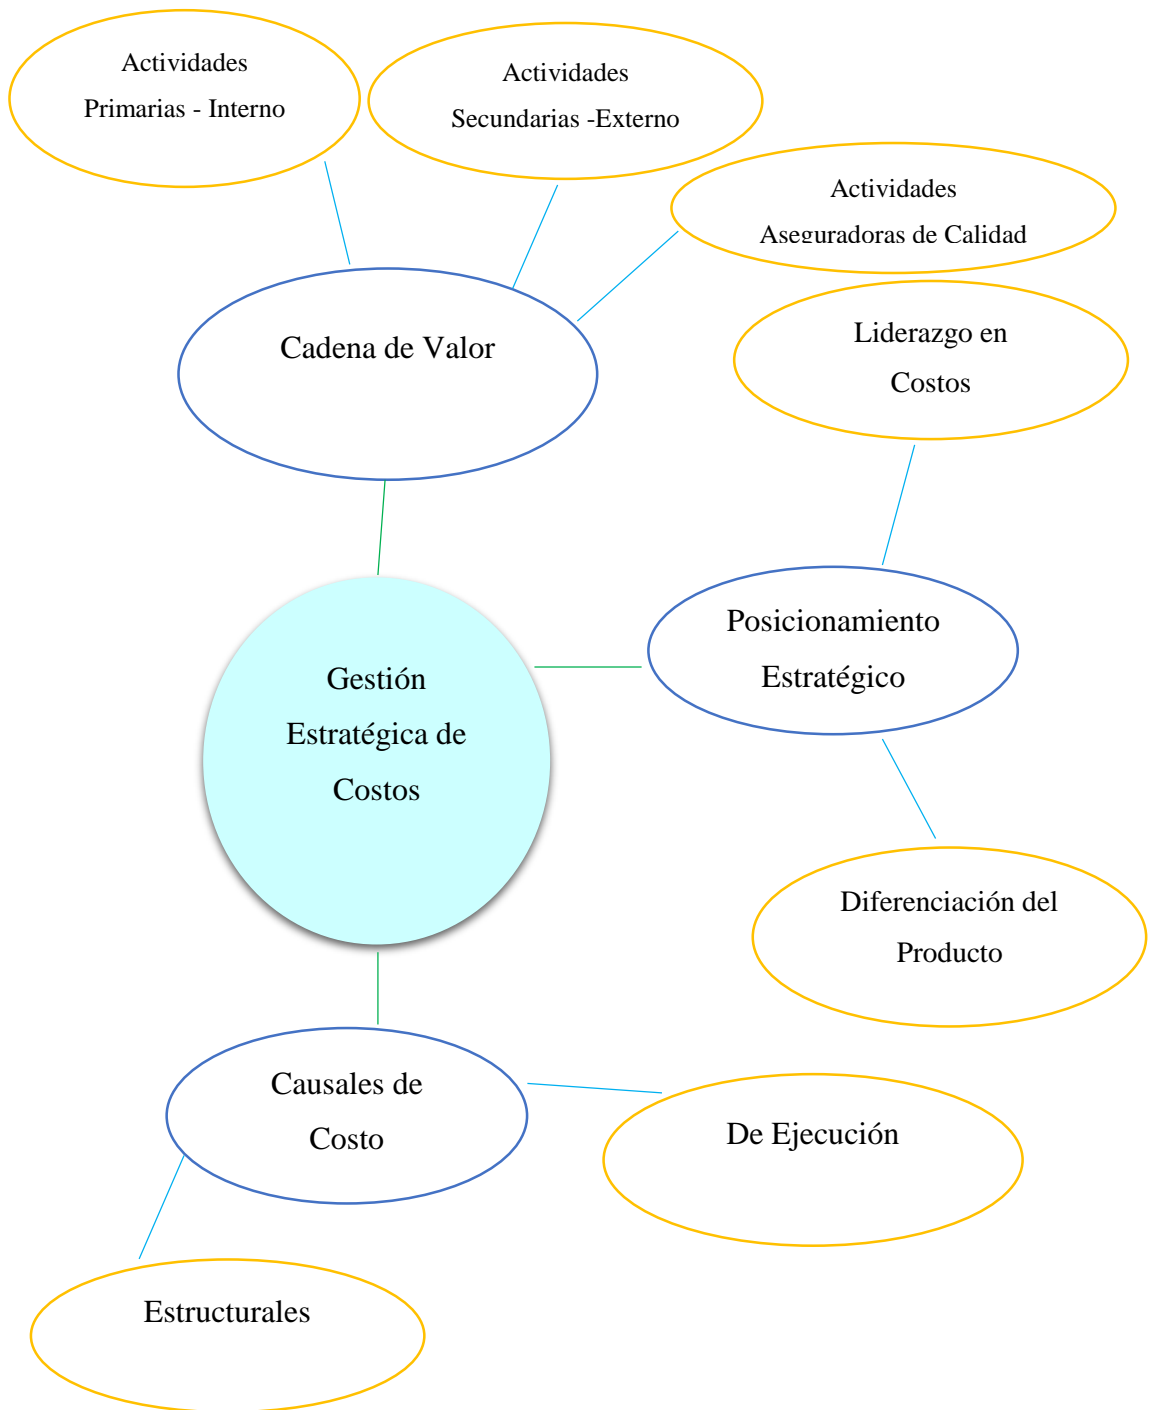 Actividades
Primarias - Interno
Actividades
Secundarias -Externo
Actividades
Aseguradoras de Calidad
Cadena de Valor
Liderazgo en
Costos
Posicionamiento
Estratégico
Gestión
Estratégica de
Costos
Diferenciación del
Producto
Causales de
Costo
De Ejecución
Estructurales